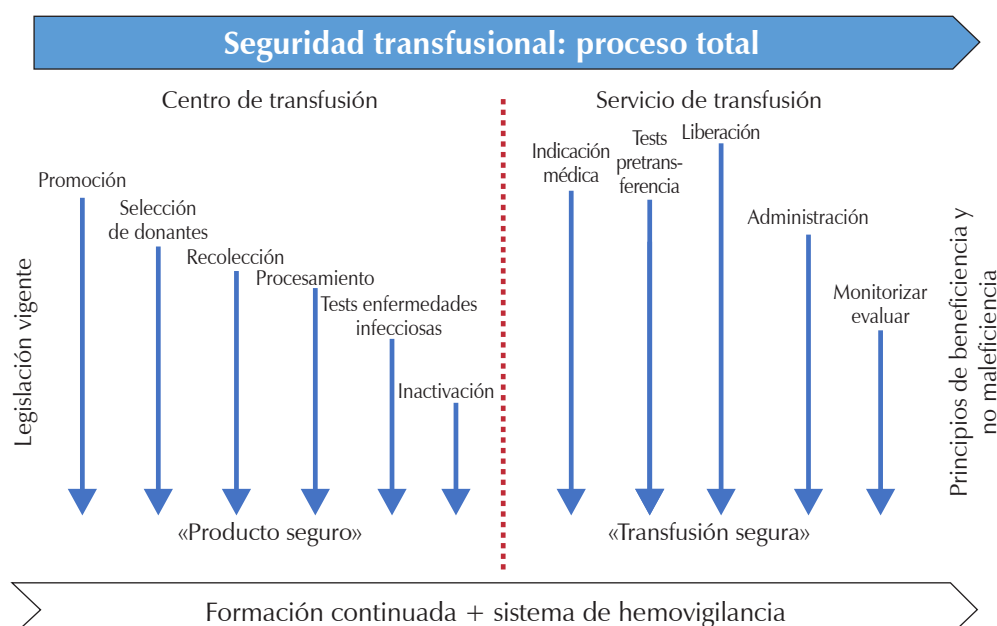 Seguridad transfusional: proceso total
Centro de transfusión
Servicio de transfusión
Legislación vigente
Promoción
Selección
de donantes
Recolección
Procesamiento
Tests enfermedades
infecciosas
Inactivación
«Producto seguro»
Indicación
médica
Tests
pretrans-
ferencia
Liberación
Administración
Monitorizar
evaluar
«Transfusión segura»
Principios de beneficiencia y
no maleficiencia
Formación continuada + sistema de hemovigilancia